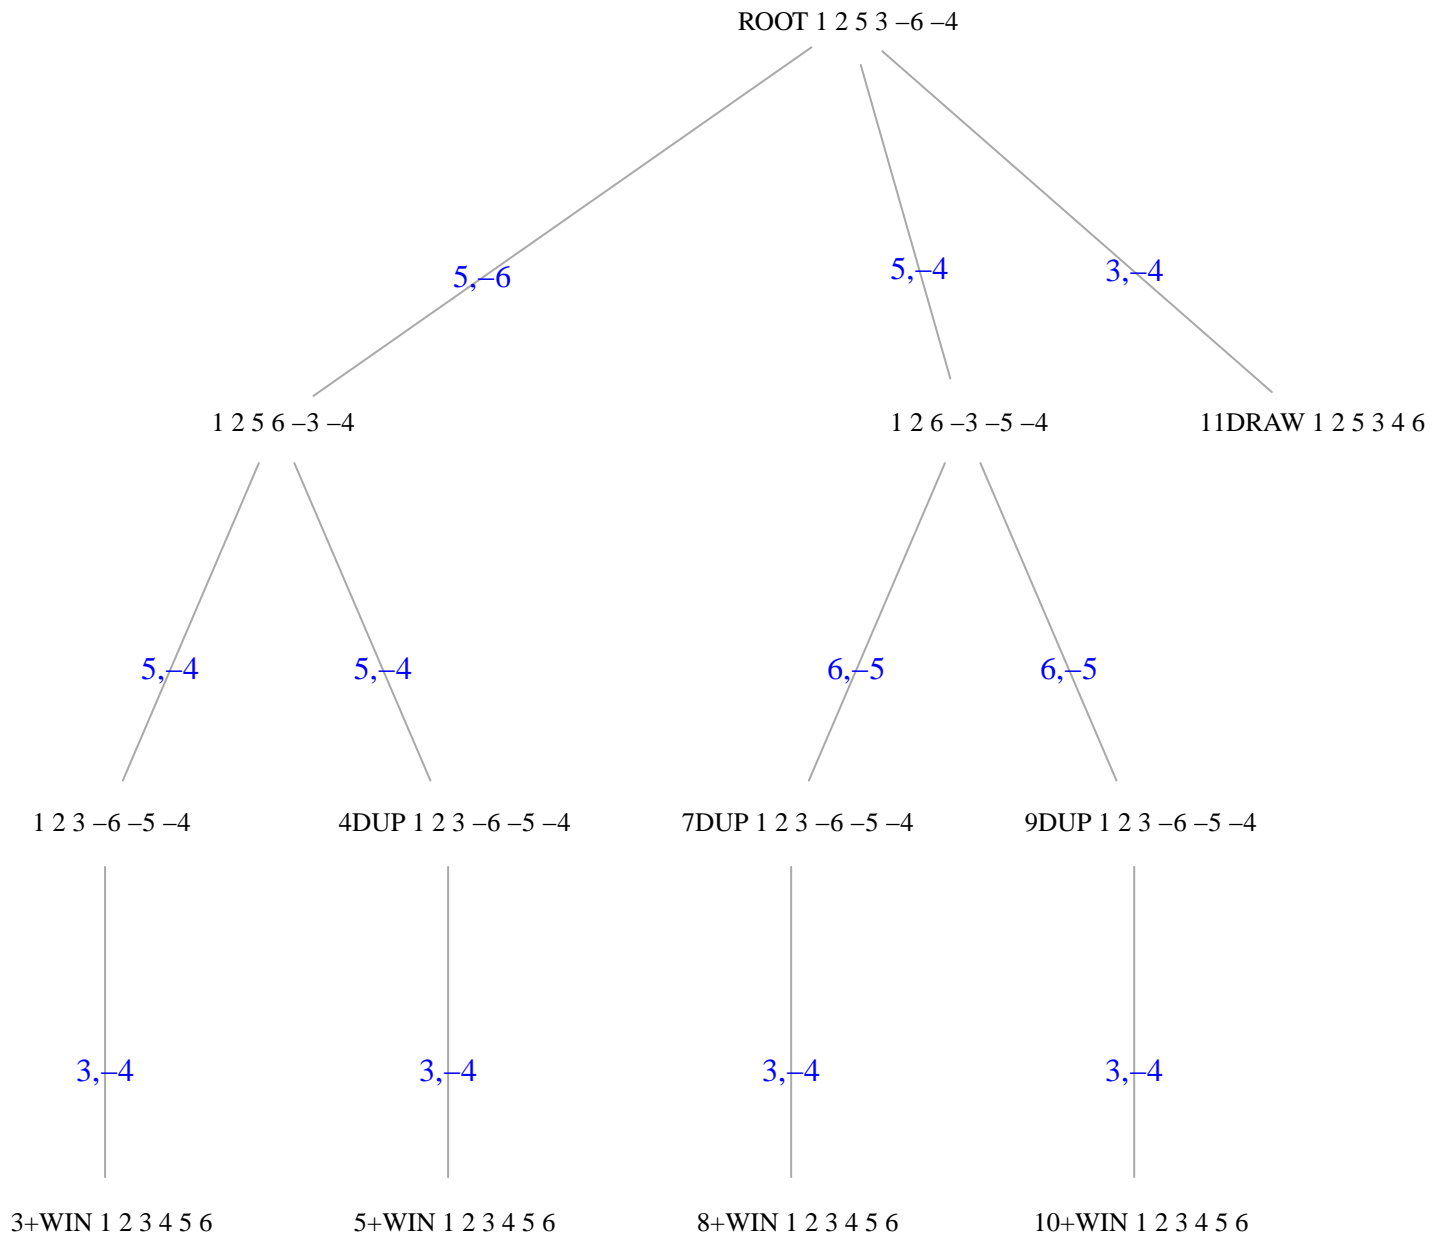 ROOT 1 2 5 3 –6 –4
5,–6
5,–4
3,–4
1 2 5 6 –3 –4
1 2 6 –3 –5 –4
11DRAW 1 2 5 3 4 6
5,–4
5,–4
6,–5
6,–5
1 2 3 –6 –5 –4
4DUP 1 2 3 –6 –5 –4
7DUP 1 2 3 –6 –5 –4
9DUP 1 2 3 –6 –5 –4
3,–4
3,–4
3,–4
3,–4
3+WIN 1 2 3 4 5 6
5+WIN 1 2 3 4 5 6
8+WIN 1 2 3 4 5 6
10+WIN 1 2 3 4 5 6